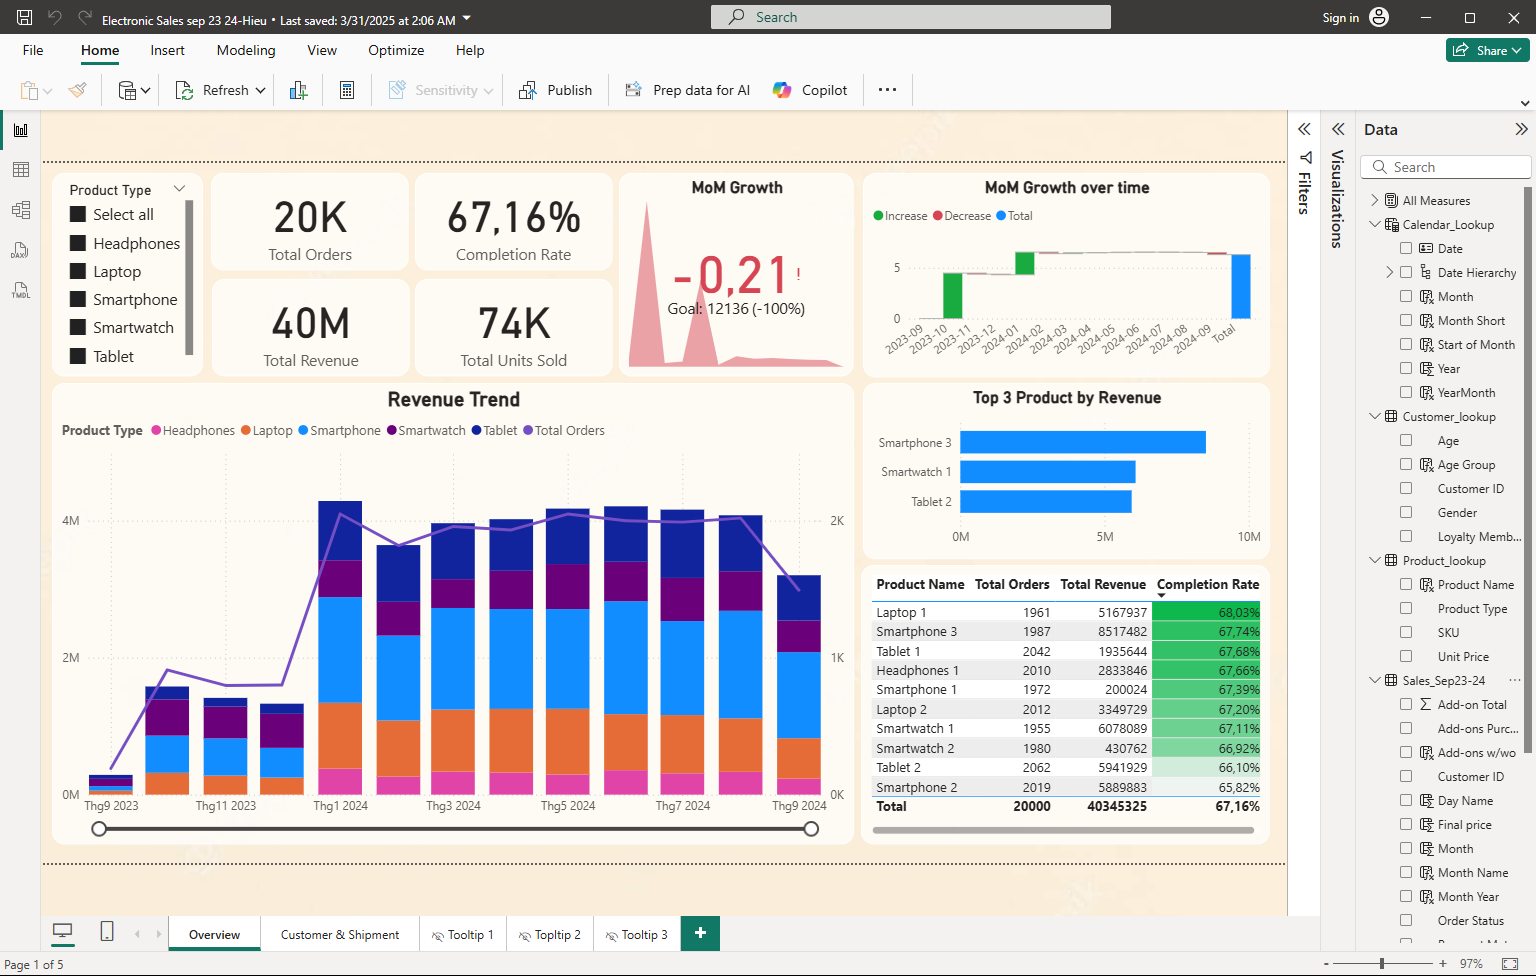 Electronic Sales sep 23 24-Hieu • Last saved: 3/31/2025 at 2:06 AM
Search
Sign in
File Home Insert Modeling View Optimize Help
Share
Refresh
Sensitivity
Publish
Prep data for AI
Copilot
Product Type
Select all
Headphones
Laptop
Smartphone
Smartwatch
Tablet
20K
Total Orders
67,16%
Completion Rate
40M
Total Revenue
74K
Total Units Sold
MoM Growth
-0,21!
Goal: 12136 (-100%)
MoM Growth over time
Increase Decrease Total
5
0
2023-09 2023-10 2023-11 2023-12 2024-01 2024-02 2024-03 2024-04 2024-05 2024-06 2024-07 2024-08 2024-09 Total
Revenue Trend
Product Type Headphones Laptop Smartphone Smartwatch Tablet Total Orders
4M 2K
2M 1K
0M 0K
Thg9 2023 Thg11 2023 Thg1 2024 Thg3 2024 Thg5 2024 Thg7 2024 Thg9 2024
Top 3 Product by Revenue
Smartphone 3
Smartwatch 1
Tablet 2
0M 5M 10M
Product Name Total Orders Total Revenue Completion Rate
Laptop 1 1961 5167937 68,03%
Smartphone 3 1987 8517482 67,74%
Tablet 1 2042 1935644 67,68%
Headphones 1 2010 2833846 67,66%
Smartphone 1 1972 200024 67,39%
Laptop 2 2012 3349729 67,20%
Smartwatch 1 1955 6078089 67,11%
Smartwatch 2 1980 430762 66,92%
Tablet 2 2062 5941929 66,10%
Smartphone 2 2019 5889883 65,82%
Total 20000 40345325 67,16%
Filters
Visualizations
Data
Search
All Measures
Calendar_Lookup
Date
Date Hierarchy
Month
Month Short
Start of Month
Year
YearMonth
Customer_lookup
Age
Age Group
Customer ID
Gender
Loyalty Memb...
Product_lookup
Product Name
Product Type
SKU
Unit Price
Sales_Sep23-24 ...
Add-on Total
Add-ons Purc...
Add-ons w/wo
Customer ID
Day Name
Final price
Month
Month Name
Month Year
Order Status
DAX
TMDL
Overview
Customer & Shipment
Tooltip 1
Topltip 2
Tooltip 3
+
Page 1 of 5
- + 97%